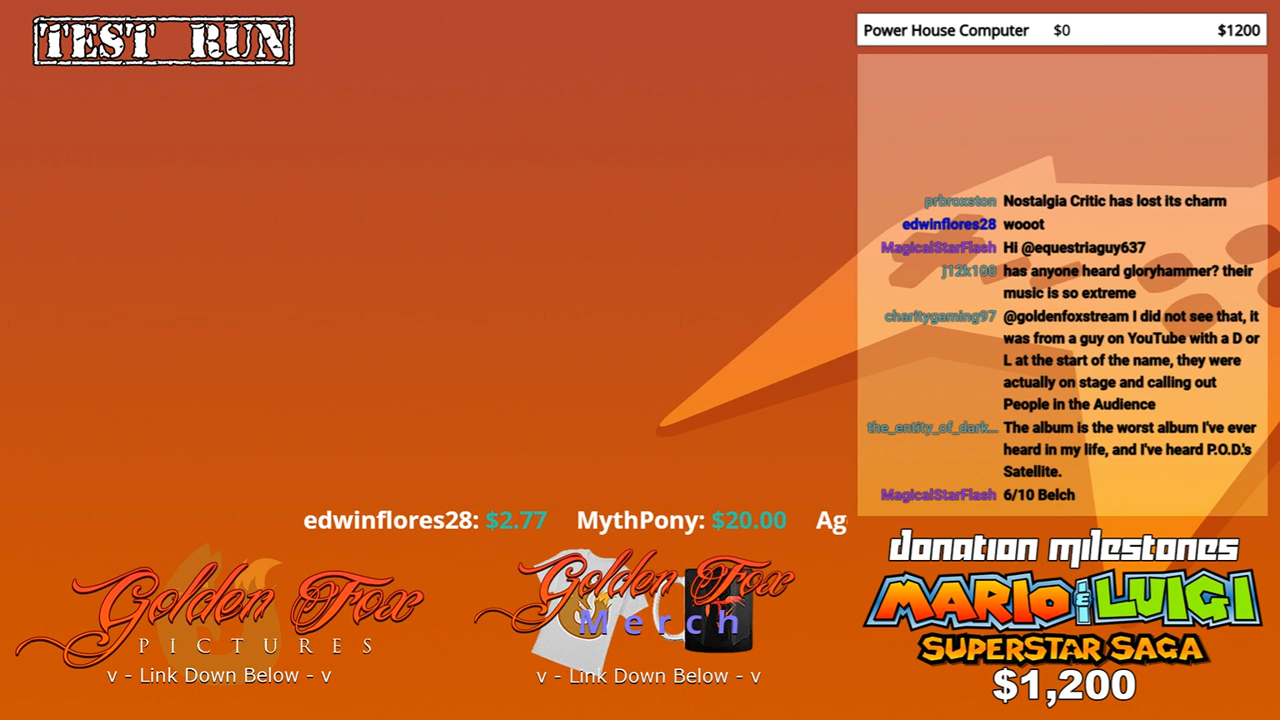 TEST RUN
Power House Computer $0 $1200
prbroxston Nostalgia Critic has lost its charm
edwinflores28 wooot
MagicalStarFlash Hi @equestriaguy637
j12k108 has anyone heard gloryhammer? their
music is so extreme
charitygaming97 @goldenfoxstream I did not see that, it
was from a guy on YouTube with a D or
L at the start of the name, they were
actually on stage and calling out
People in the Audience
the_entity_of_dark... The album is the worst album I've ever
heard in my life, and I've heard P.O.D.'s
Satellite.
MagicalStarFlash 6/10 Belch
edwinflores28: $2.77 MythPony: $20.00 Ag
Golden Fox
PICTURES
v - Link Down Below - v
Golden Fox
Merch
v - Link Down Below - v
donation milestones
MARIO & LUIGI
SUPERSTAR SAGA
$1,200